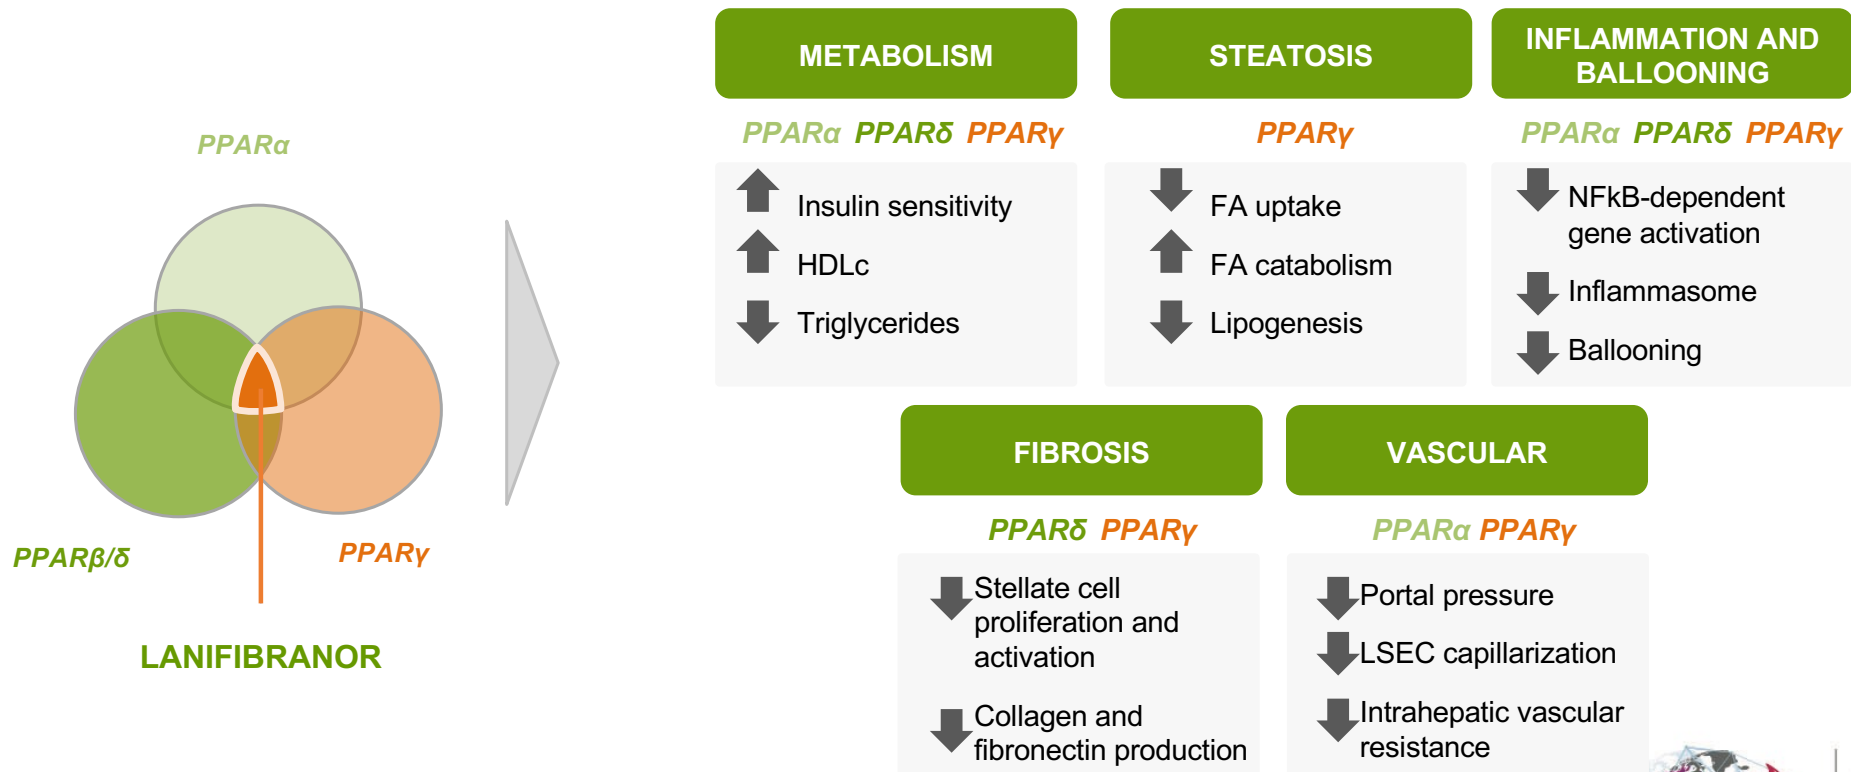 PPARα
PPARβ/δ
PPARγ
LANIFIBRANOR
METABOLISM
PPARα PPARδ PPARγ
Insulin sensitivity
HDLc
Triglycerides
STEATOSIS
PPARγ
FA uptake
FA catabolism
Lipogenesis
INFLAMMATION AND
BALLOONING
PPARα PPARδ PPARγ
NFkB-dependent
gene activation
Inflammasome
Ballooning
FIBROSIS
PPARδ PPARγ
Stellate cell
proliferation and
activation
Collagen and
fibronectin production
VASCULAR
PPARα PPARγ
Portal pressure
LSEC capillarization
Intrahepatic vascular
resistance